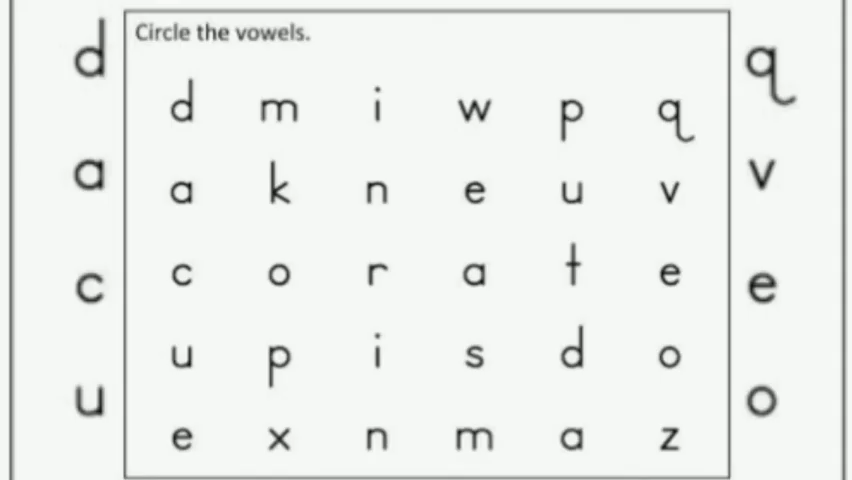 Circle the vowels.
d m i w p q
a k n e u v
c o r a t e
u p i s d o
e x n m a z
d
a
c
u
q
v
e
o